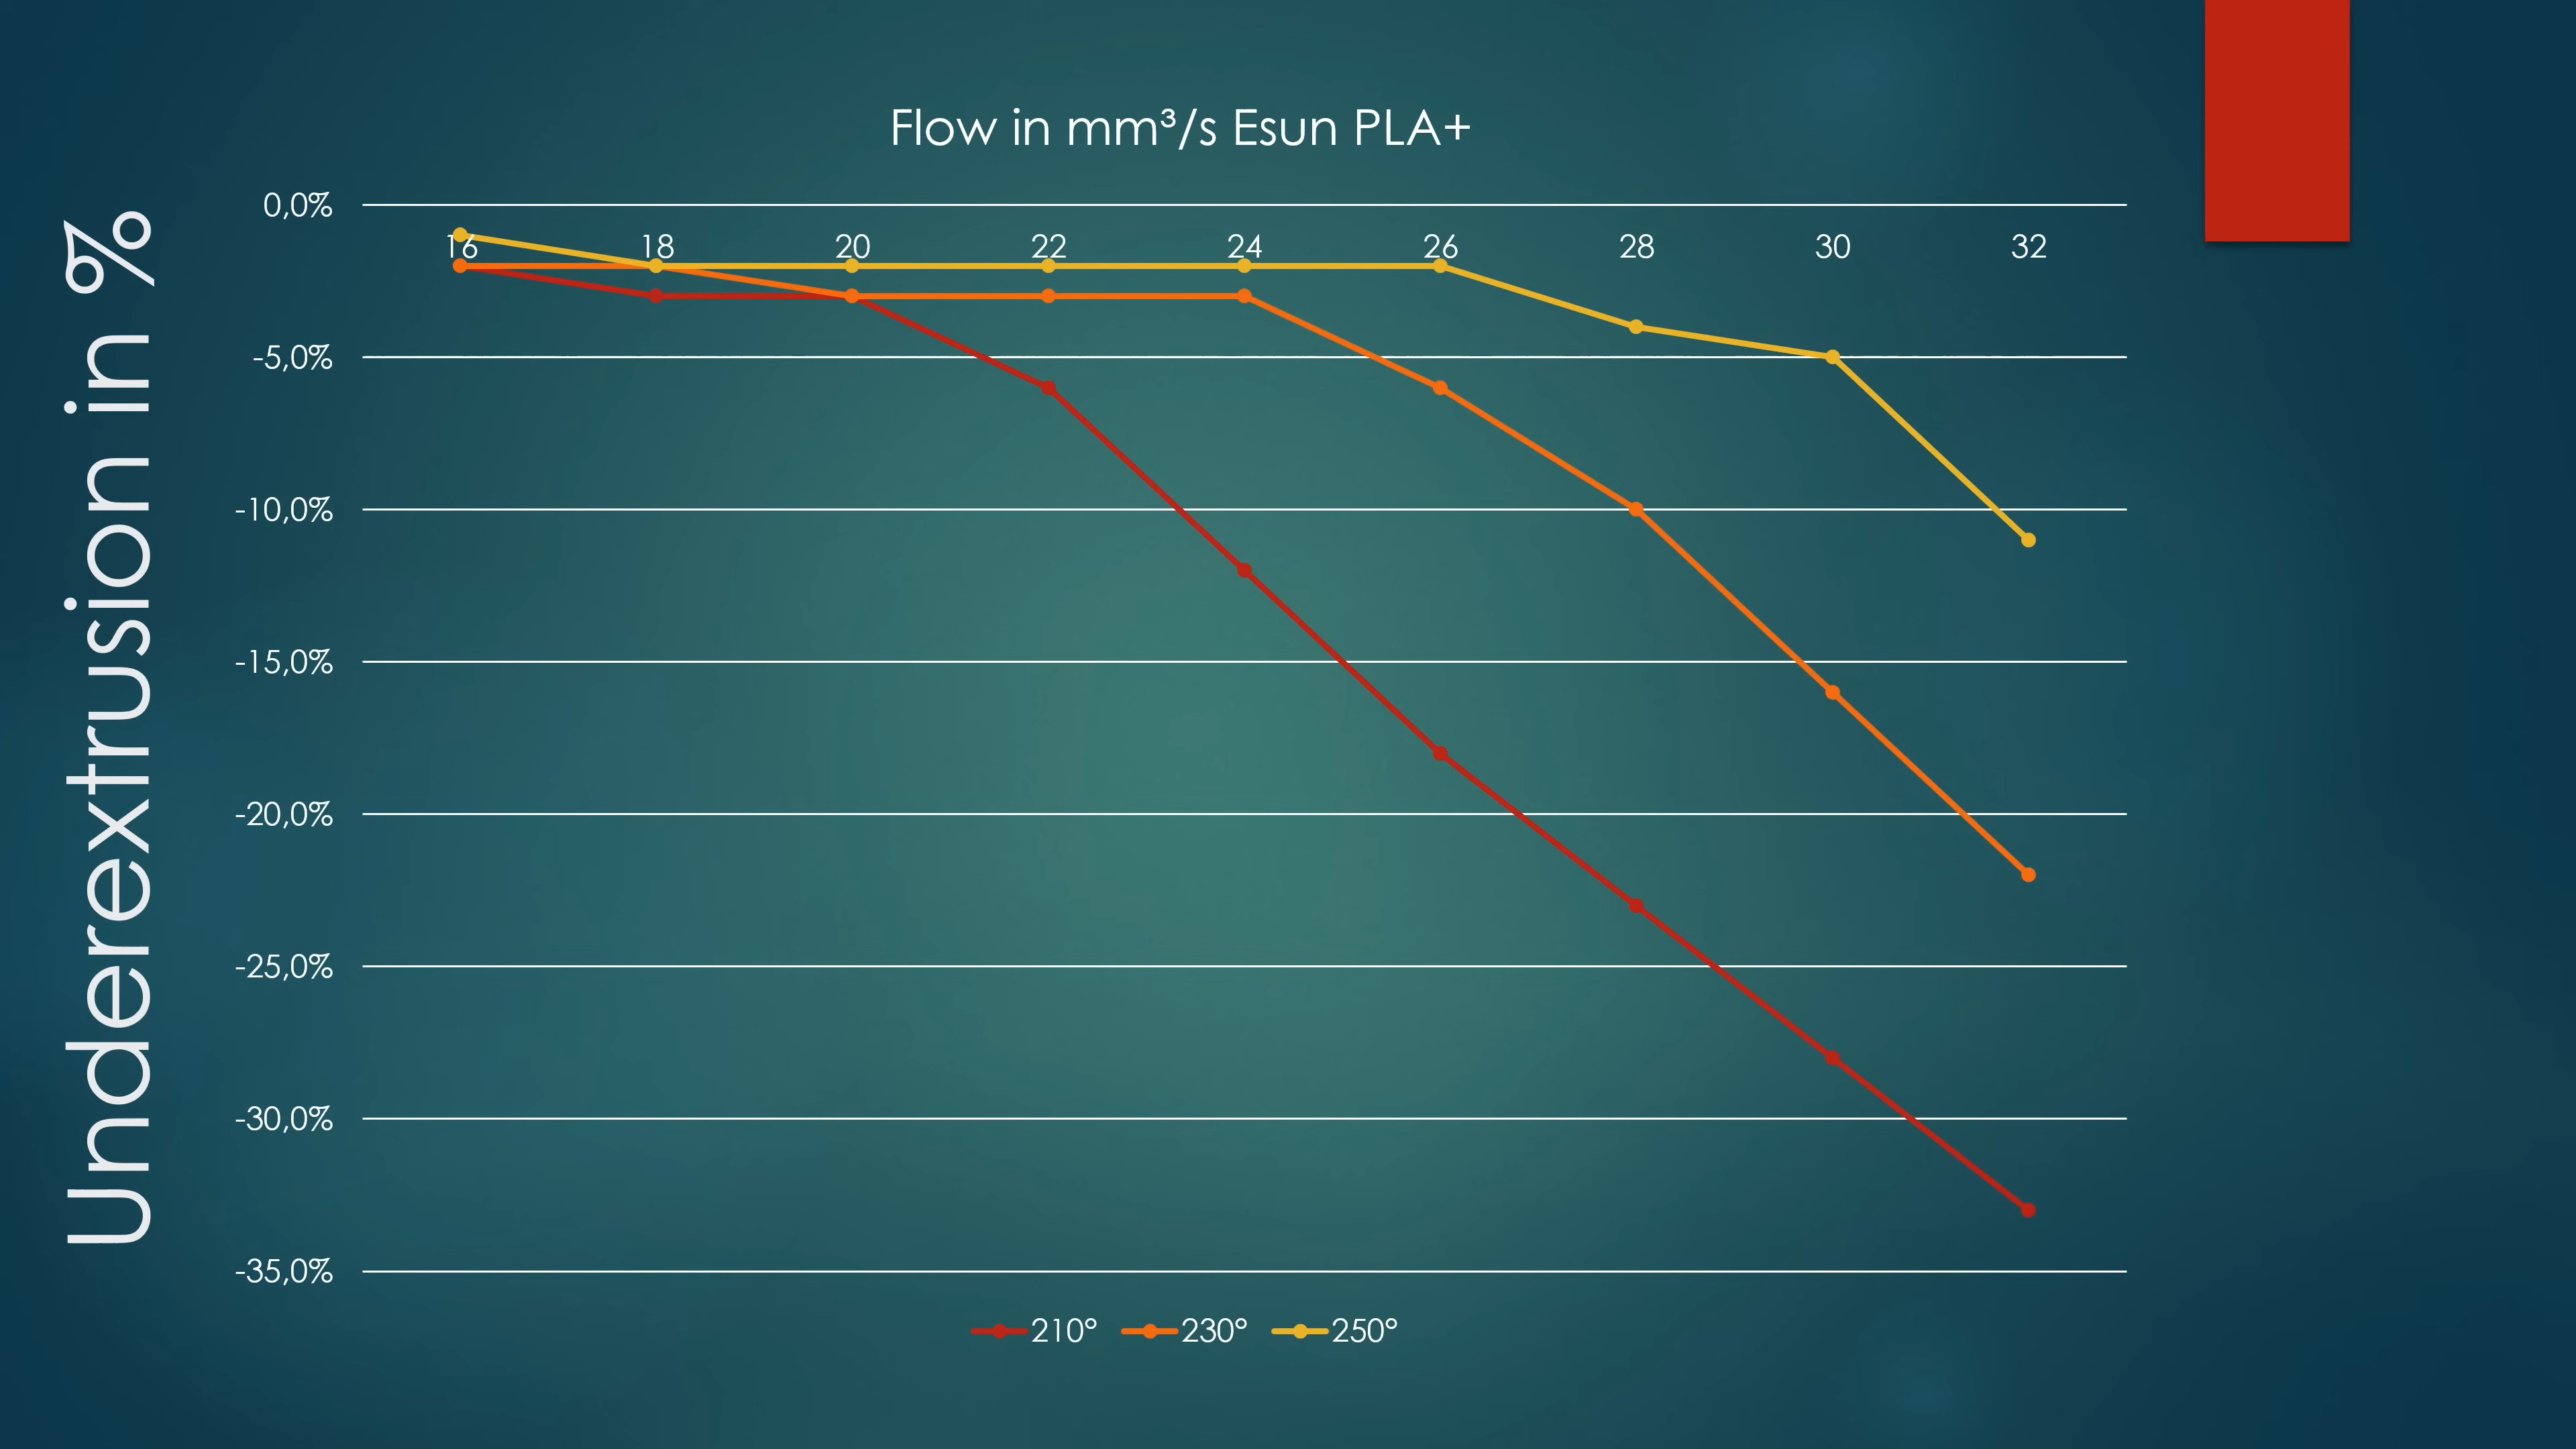 Flow in mm³/s Esun PLA+
Underextrusion in %
0,0%
16 18 20 22 24 26 28 30 32
-5,0%
-10,0%
-15,0%
-20,0%
-25,0%
-30,0%
-35,0%
210° 230° 250°